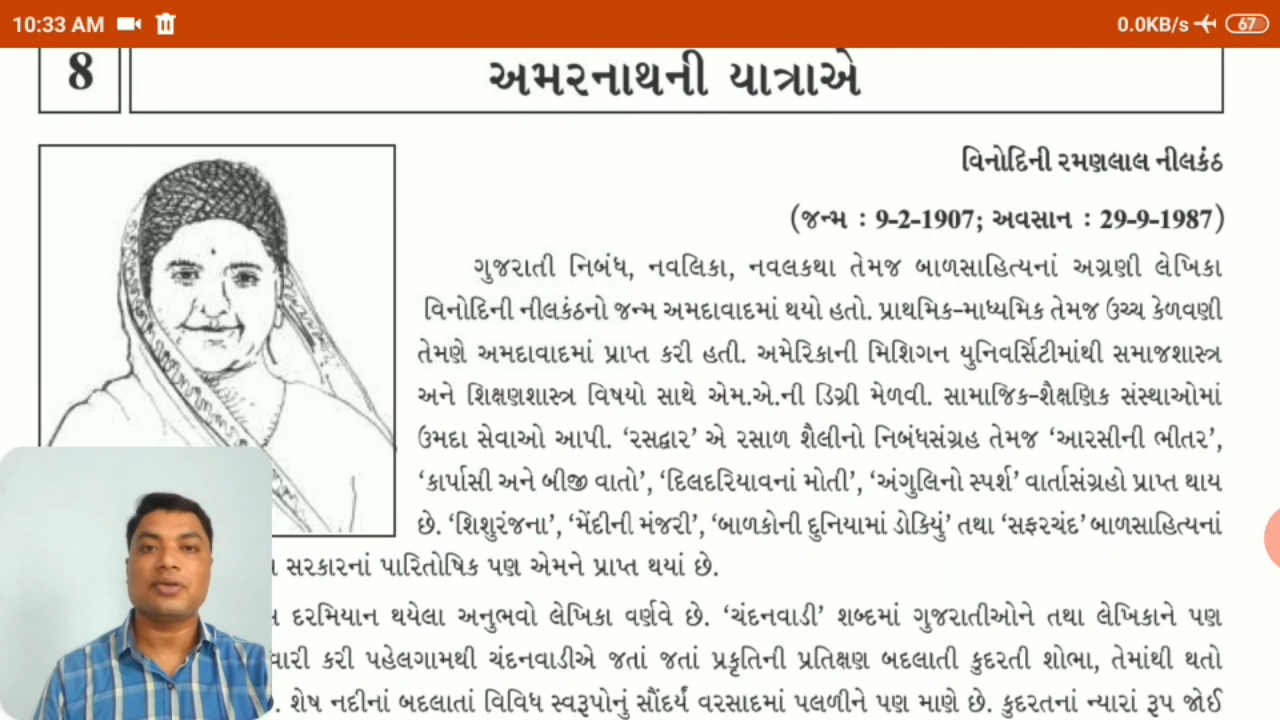 10:33 AM
0.0KB/s
67
8
અમરનાથની યાત્રાએ
વિનોદિની રમણલાલ નીલકંઠ
(જન્મ : 9-2-1907; અવસાન : 29-9-1987)
ગુજરાતી નિબંધ, નવલિકા, નવલકથા તેમજ બાળસાહિત્યનાં અગ્રણી લેખિકા
વિનોદિની નીલકંઠનો જન્મ અમદાવાદમાં થયો હતો. પ્રાથમિક-માધ્યમિક તેમજ ઉચ્ચ કેળવણી
તેમણે અમદાવાદમાં પ્રાપ્ત કરી હતી. અમેરિકાની મિશિગન યુનિવર્સિટીમાંથી સમાજશાસ્ત્ર
અને શિક્ષણશાસ્ત્ર વિષયો સાથે એમ.એ.ની ડિગ્રી મેળવી. સામાજિક-શૈક્ષણિક સંસ્થાઓમાં
ઉમદા સેવાઓ આપી. ‘રસદ્વાર’ એ રસાળ શૈલીનો નિબંધસંગ્રહ તેમજ ‘આરસીની ભીતર’,
‘કાર્પાસી અને બીજી વાતો’, ‘દિલદરિયાવનાં મોતી’, ‘અંગુલિનો સ્પર્શ’ વાર્તાસંગ્રહો પ્રાપ્ત થાય
છે. ‘શિશુરંજના’, ‘મેંદીની મંજરી’, ‘બાળકોની દુનિયામાં ડોકિયું’ તથા ‘સફરચંદ’ બાળસાહિત્યનાં
સરકારનાં પારિતોષિક પણ એમને પ્રાપ્ત થયાં છે.
દરમિયાન થયેલા અનુભવો લેખિકા વર્ણવે છે. ‘ચંદનવાડી’ શબ્દમાં ગુજરાતીઓને તથા લેખિકાને પણ
કરી પહેલગામથી ચંદનવાડીએ જતાં જતાં પ્રકૃતિની પ્રતિક્ષણ બદલાતી કુદરતી શોભા, તેમાંથી થતો
શેષ નદીનાં બદલાતાં વિવિધ સ્વરૂપોનું સૌંદર્ય વરસાદમાં પલળીને પણ માણે છે. કુદરતનાં ન્યારાં રૂપ જોઈ